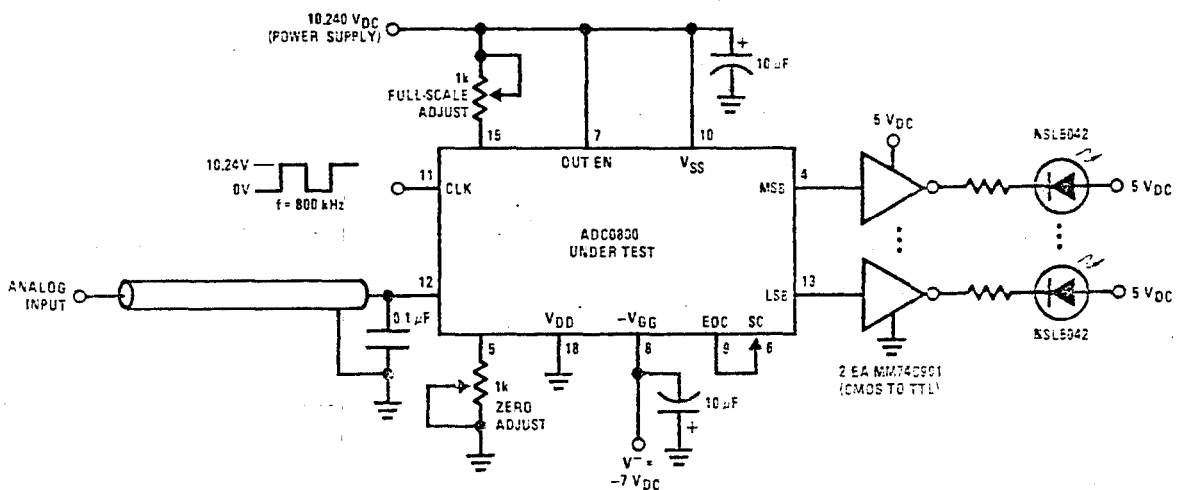 10.240 VDC
(POWER SUPPLY)
1k
FULL-SCALE
ADJUST
+
10 µF
15
7
10
OUT EN
VSS
5 VDC
NSL5042
10.24V
0V
f = 800 kHz
11
CLK
MSB
4
5 VDC
ADC0800
UNDER TEST
ANALOG
INPUT
12
0.1 µF
LSB
13
5 VDC
NSL5042
VDD
-VGG
EOC
SC
5
18
8
9
6
1k
ZERO
ADJUST
10 µF
+
2 EA MM74C901
(CMOS TO TTL)
V– =
-7 VDC